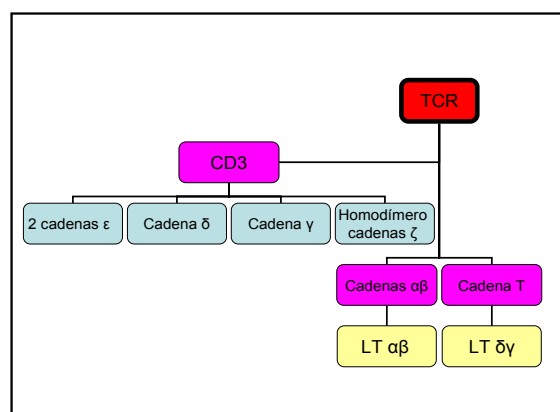 TCR
CD3
2 cadenas ε
Cadena δ
Cadena γ
Homodímero
cadenas ζ
Cadenas αβ
Cadena T
LT αβ
LT δγ